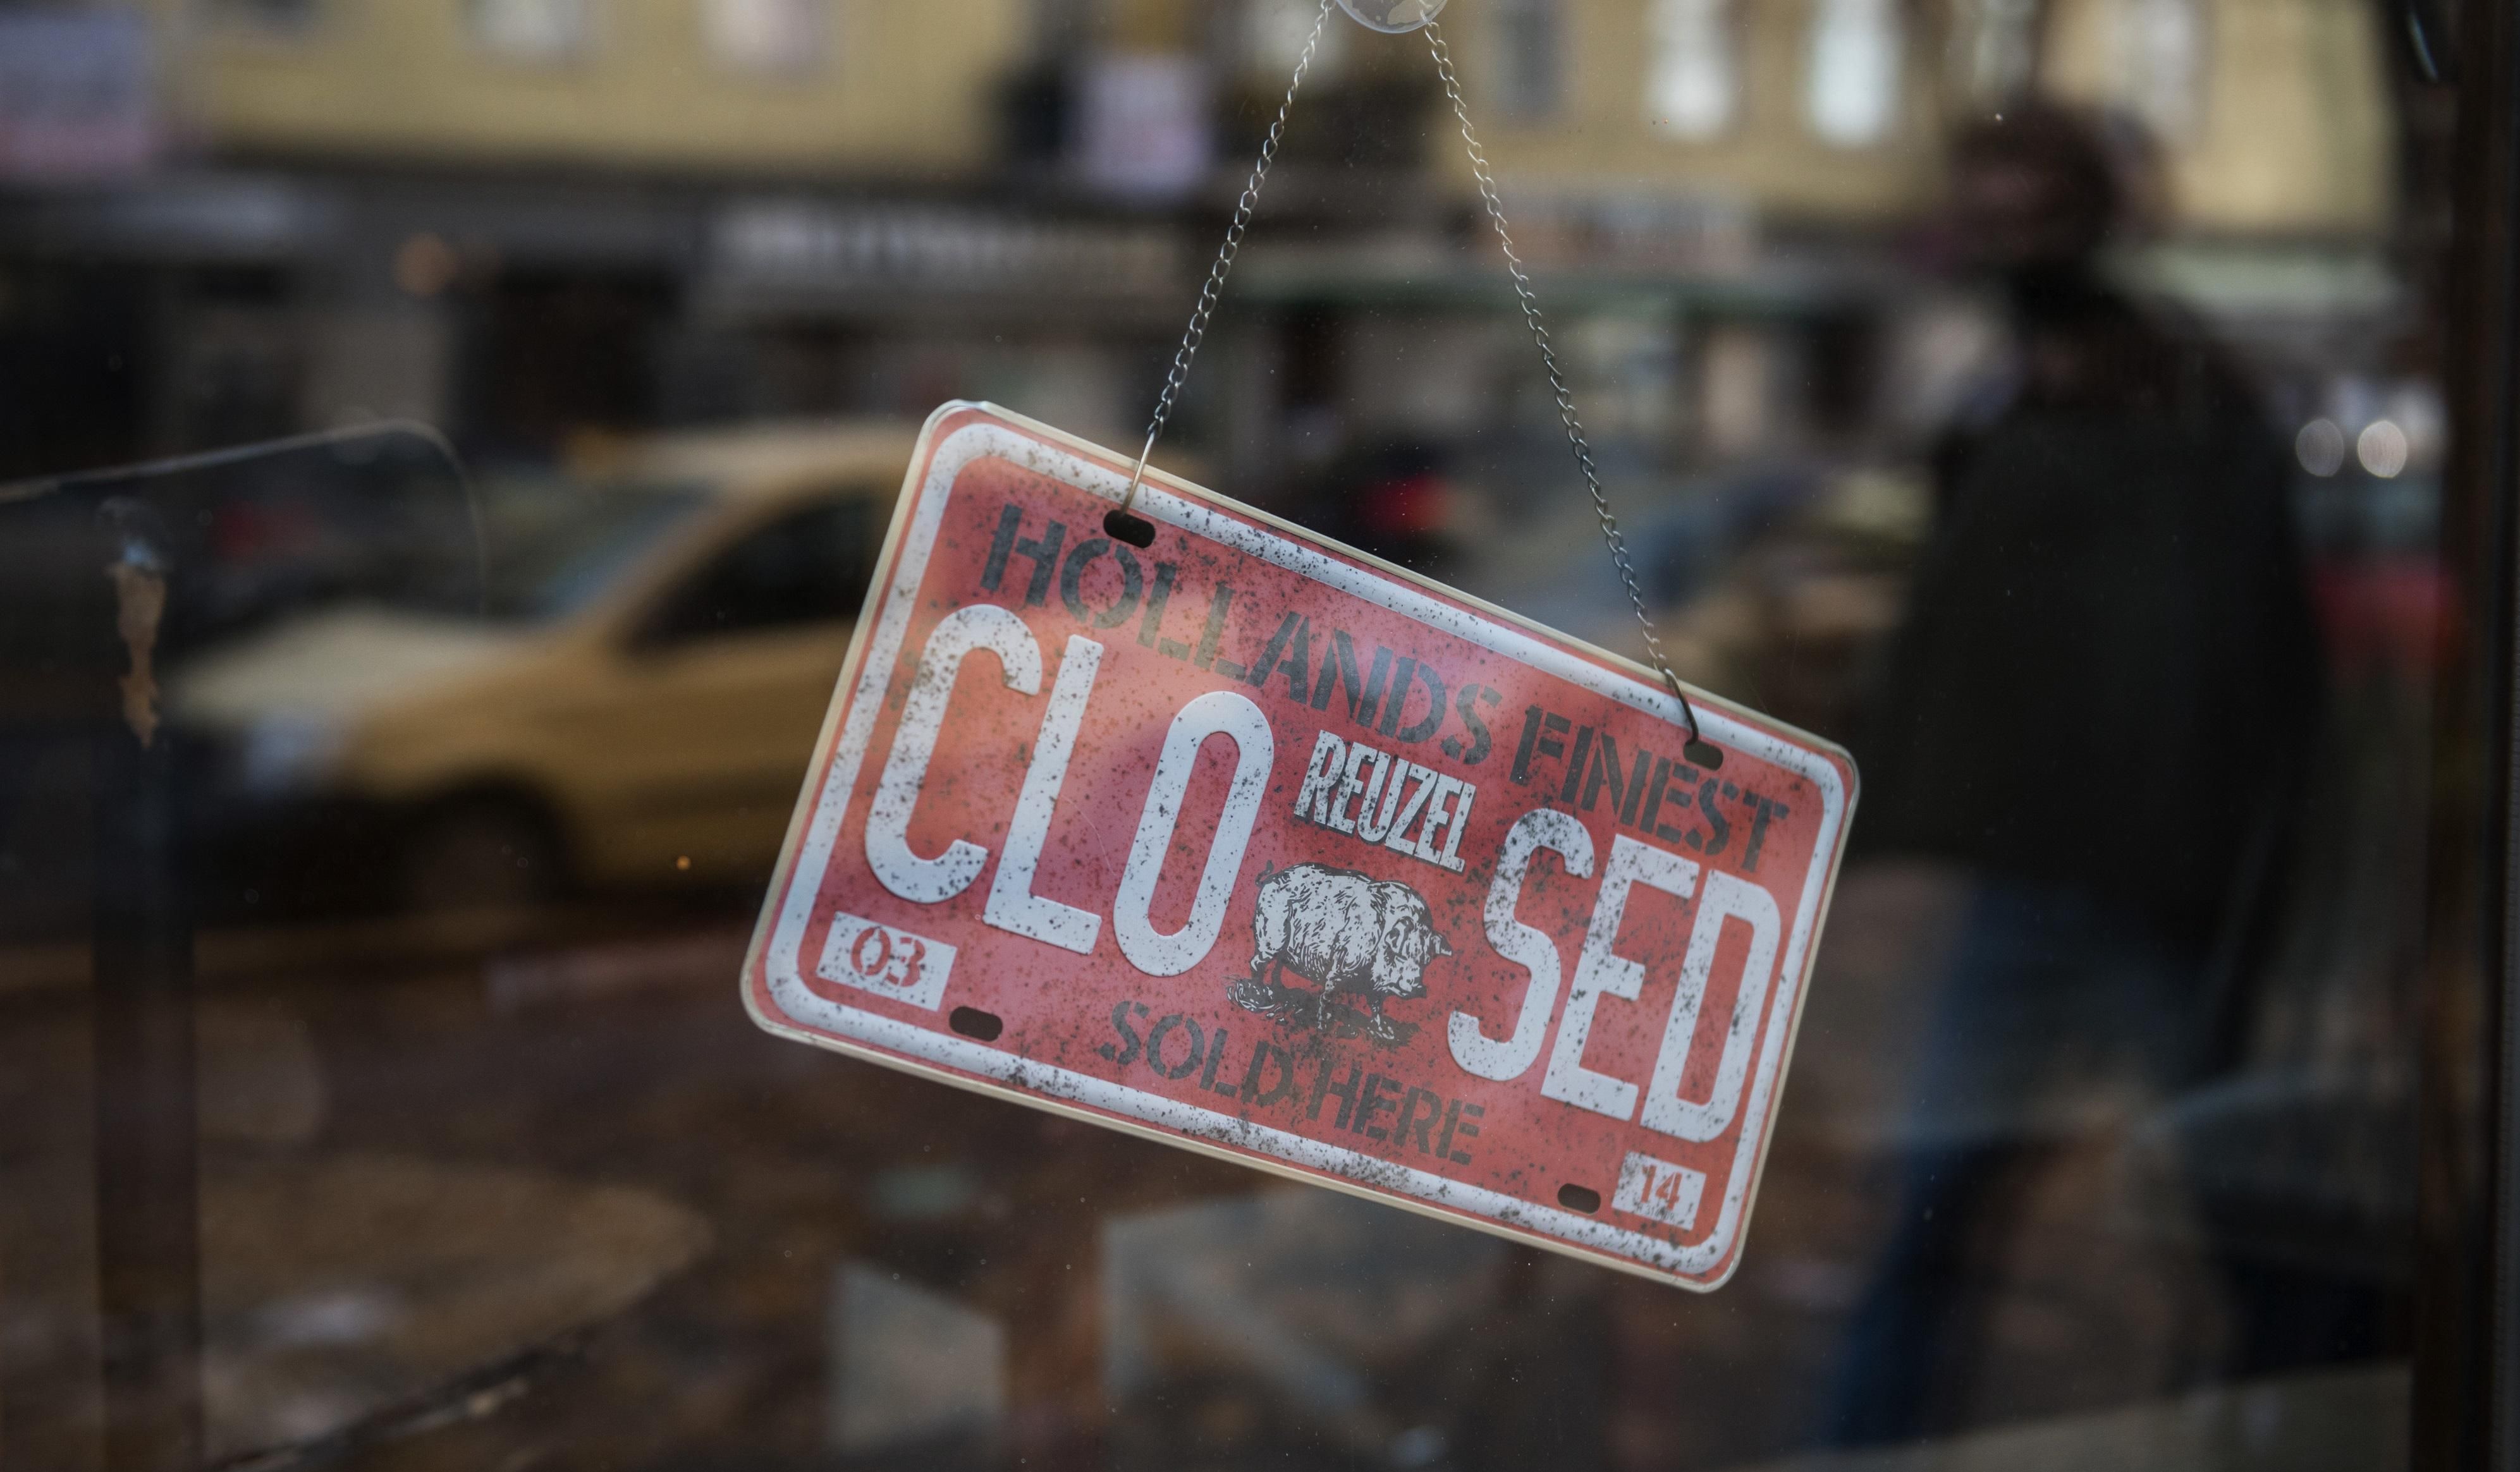 HOLLANDS FINEST
CLO REUZEL SED
03
SOLD HERE
14